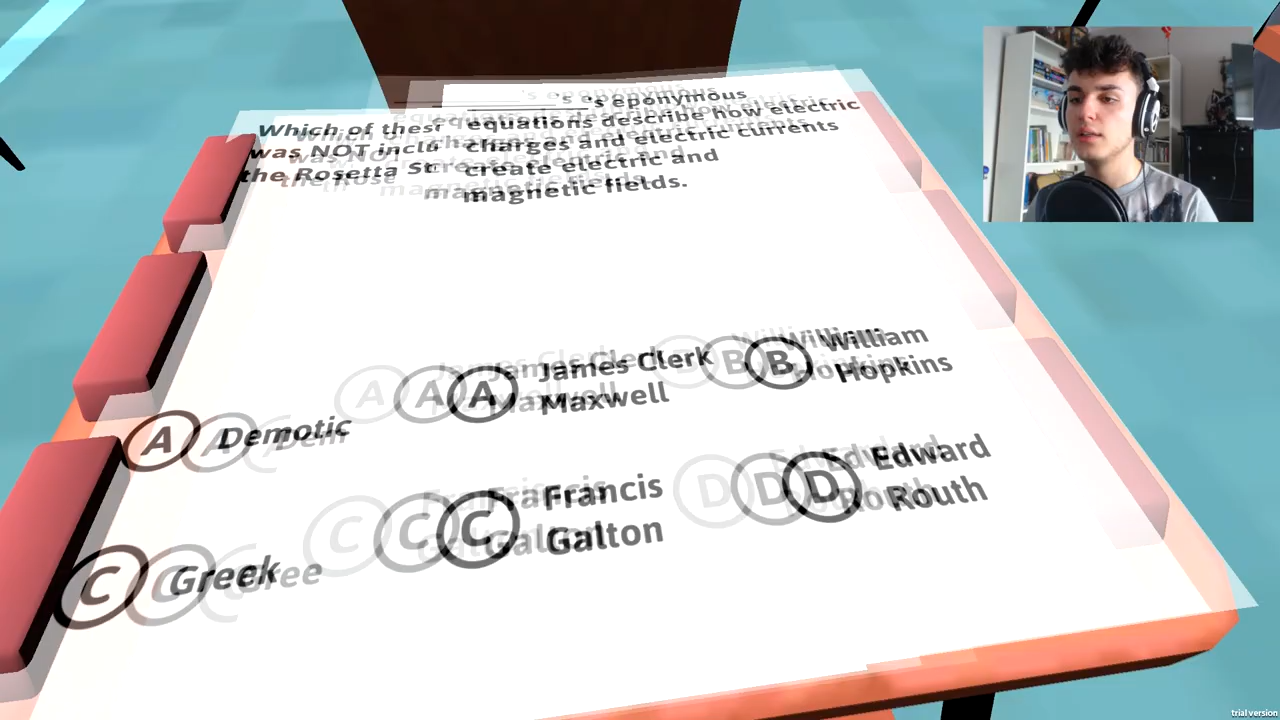 Which of these
was NOT inclu
the Rosetta St
A Demotic
C Greek
's eponymous
equations describe how electric
charges and electric currents
create electric and
magnetic fields.
A James Clerk
Maxwell
B William
Hopkins
C Francis
Galton
D Edward
Routh
trial version